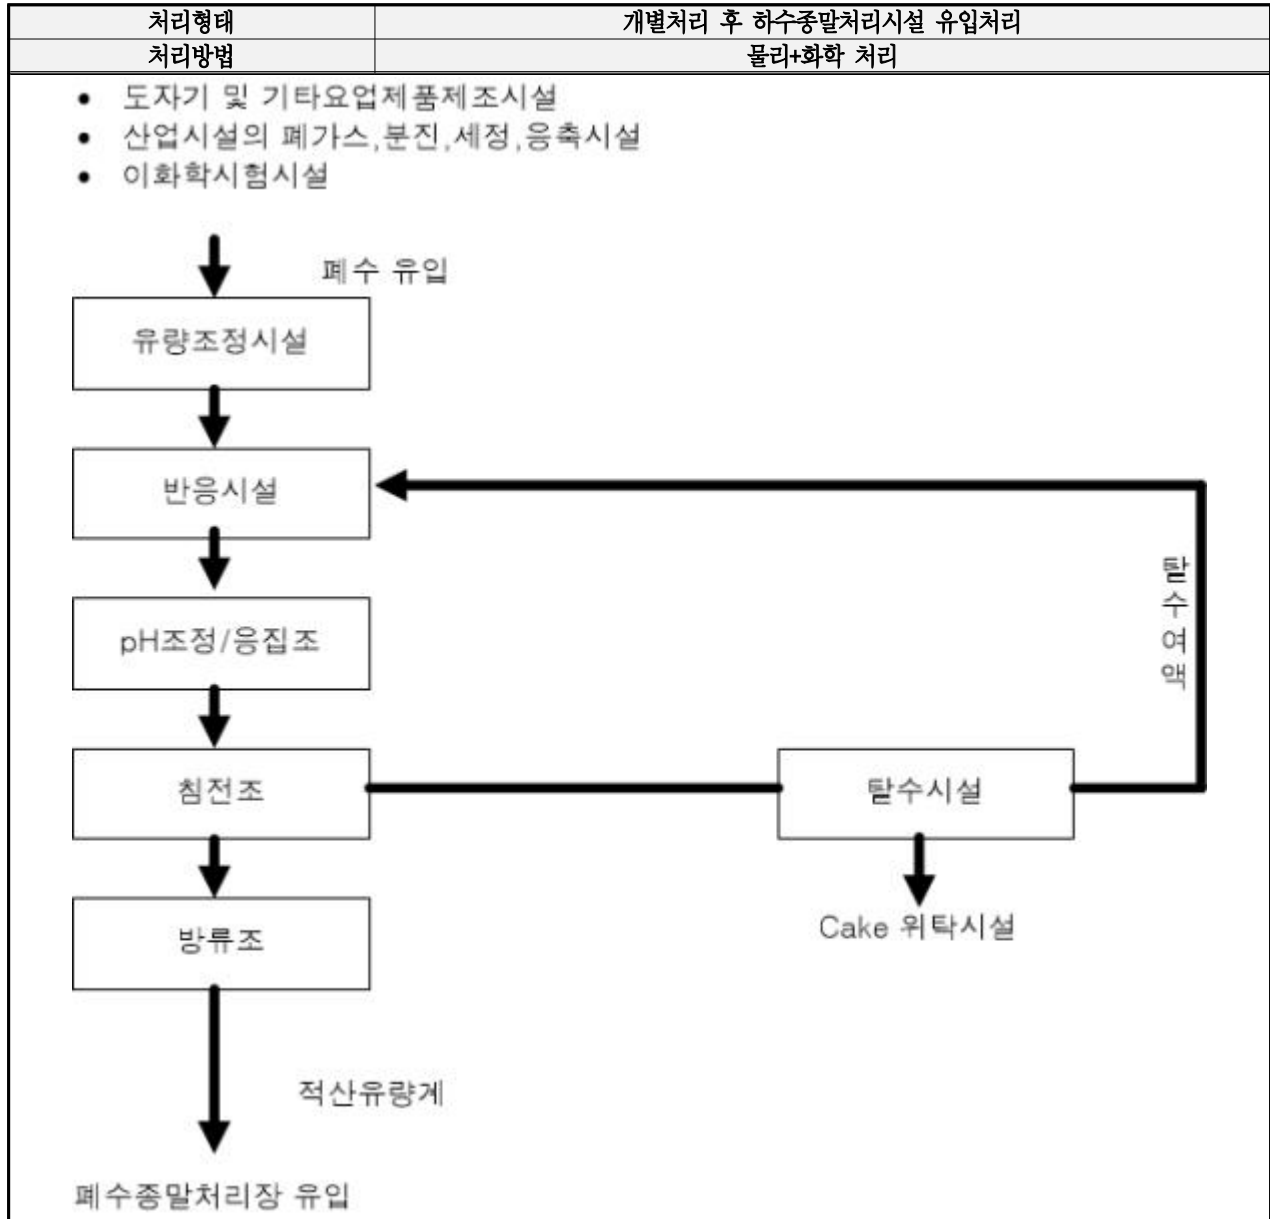 처리형태 개별처리 후 하수종말처리시설 유입처리
처리방법 물리+화학 처리
• 도자기 및 기타요업제품제조시설
• 산업시설의 폐가스,분진,세정,응축시설
• 이화학시험시설
폐수 유입
유량조정시설
반응시설
탈수여액
pH조정/응집조
침전조
탈수시설
방류조
Cake 위탁시설
적산유량계
폐수종말처리장 유입